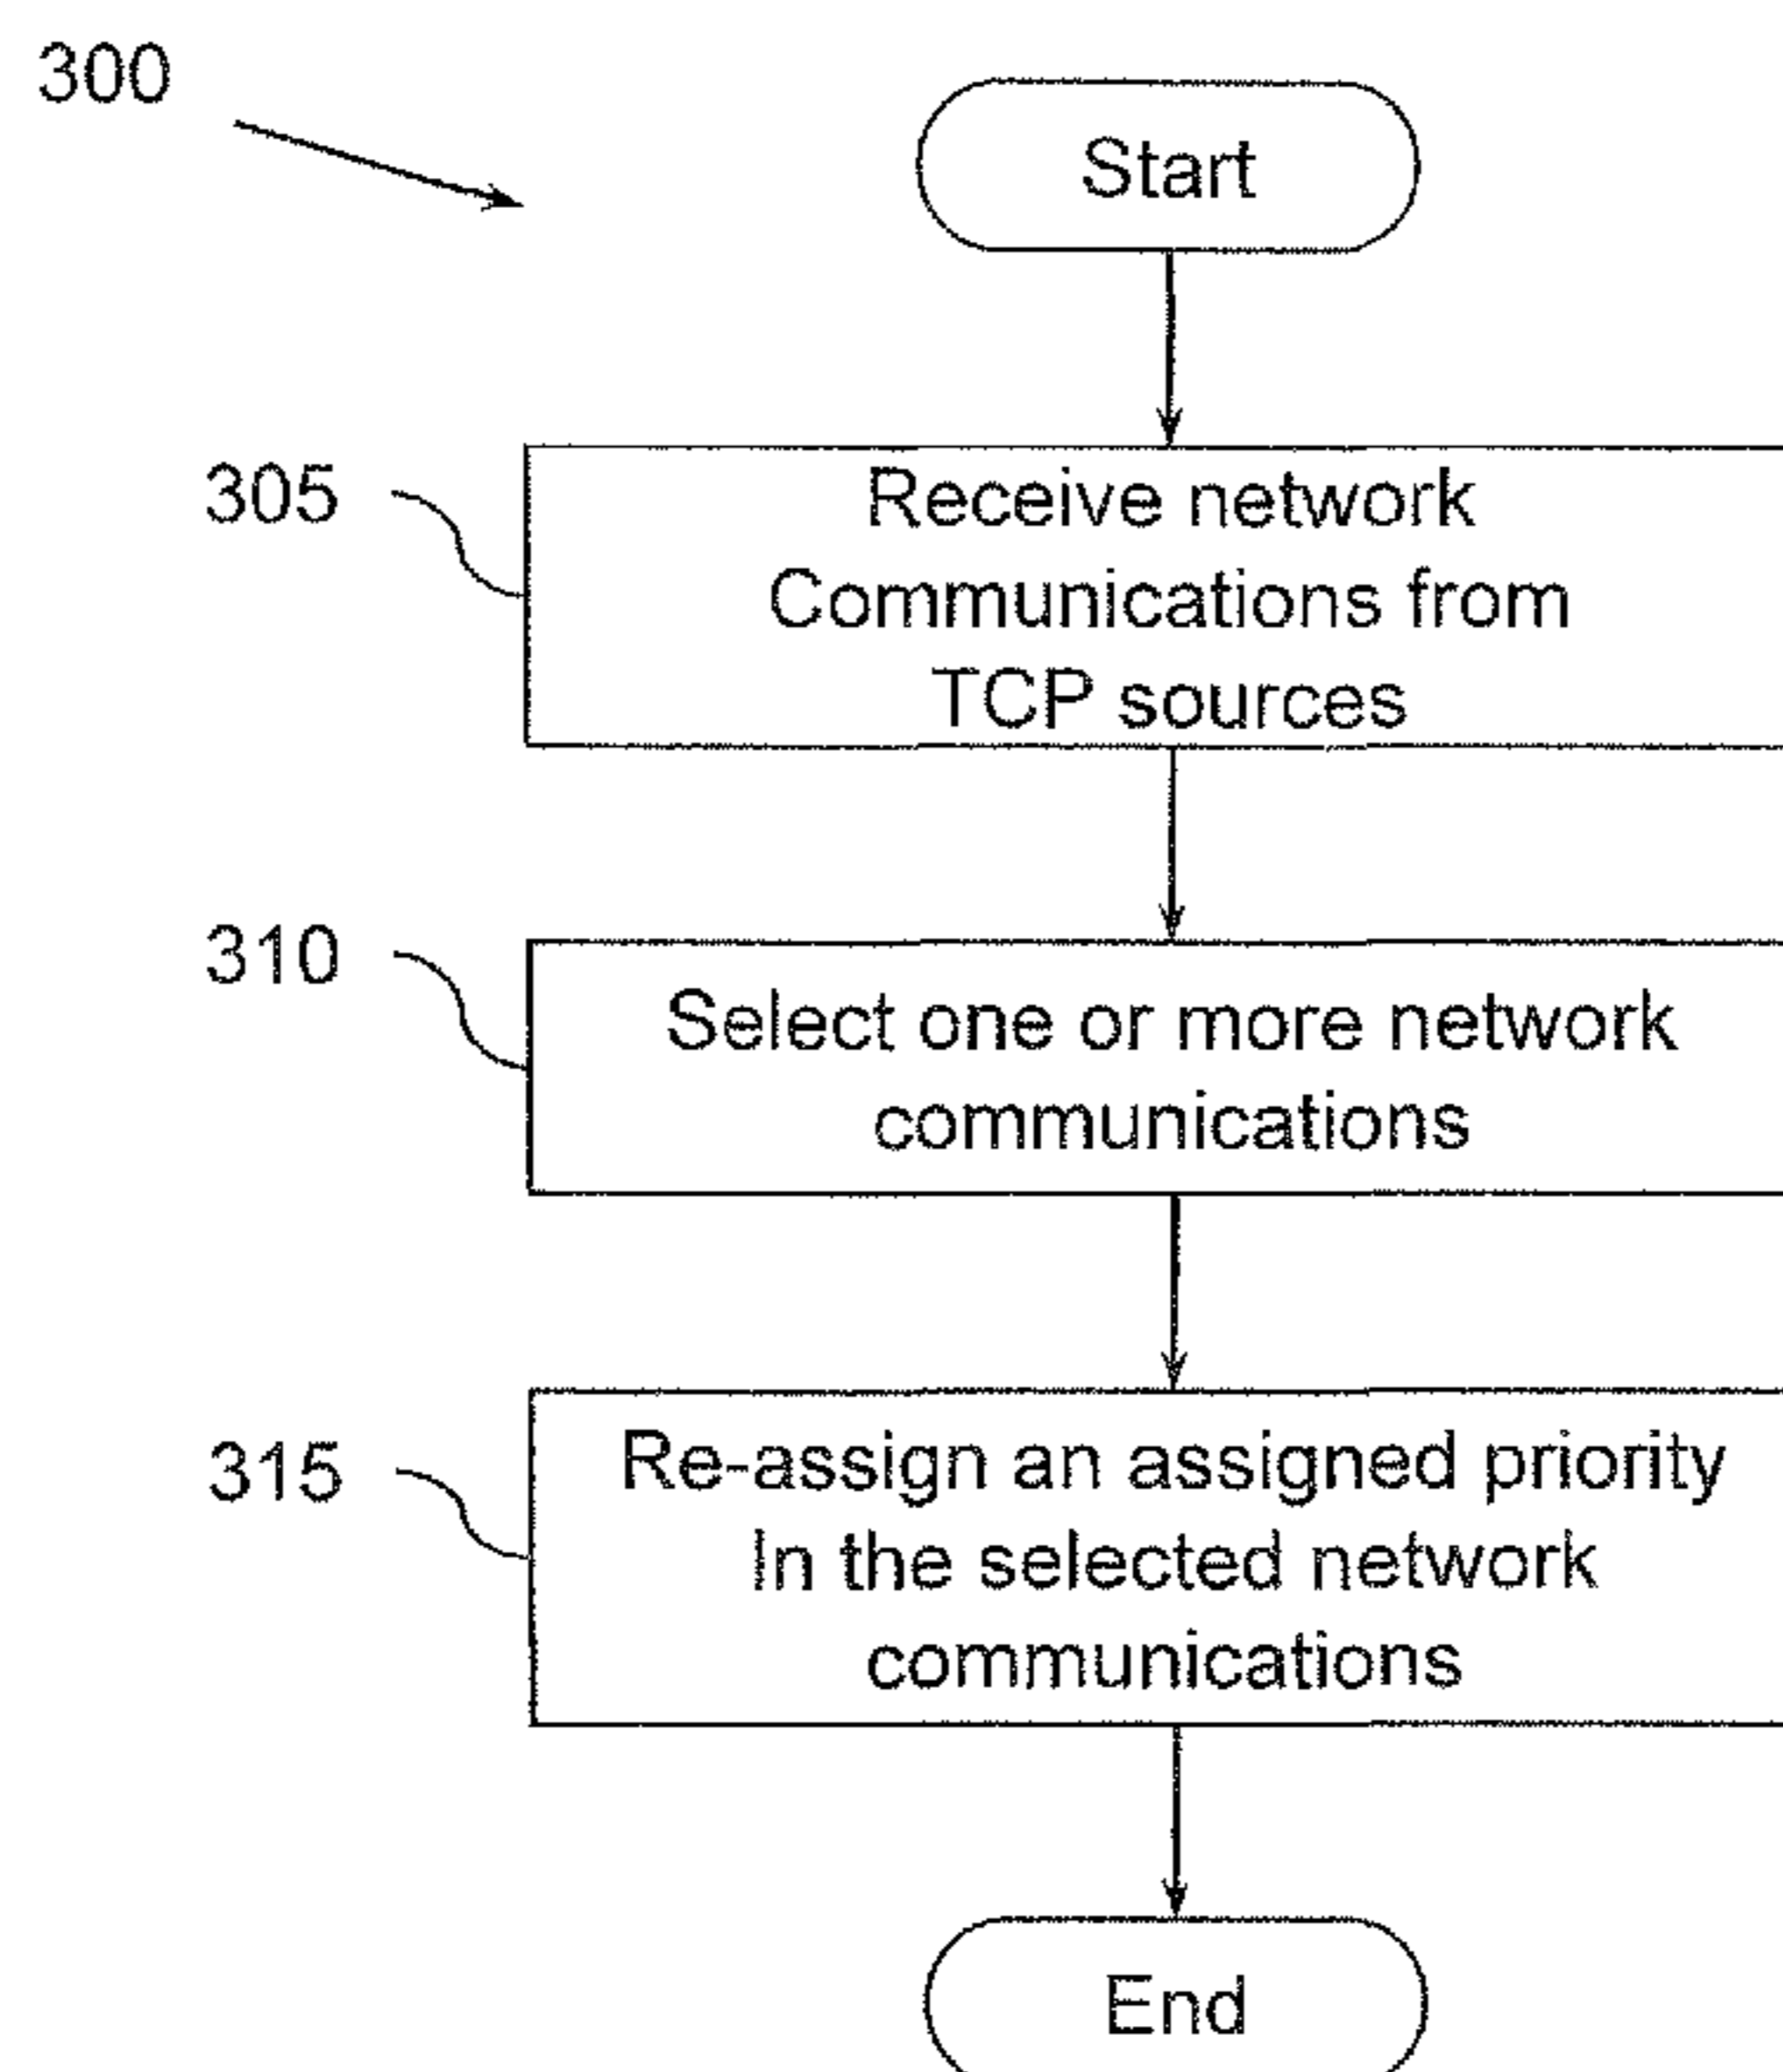 300
Start
305
Receive network
Communications from
TCP sources
310
Select one or more network
communications
315
Re-assign an assigned priority
In the selected network
communications
End